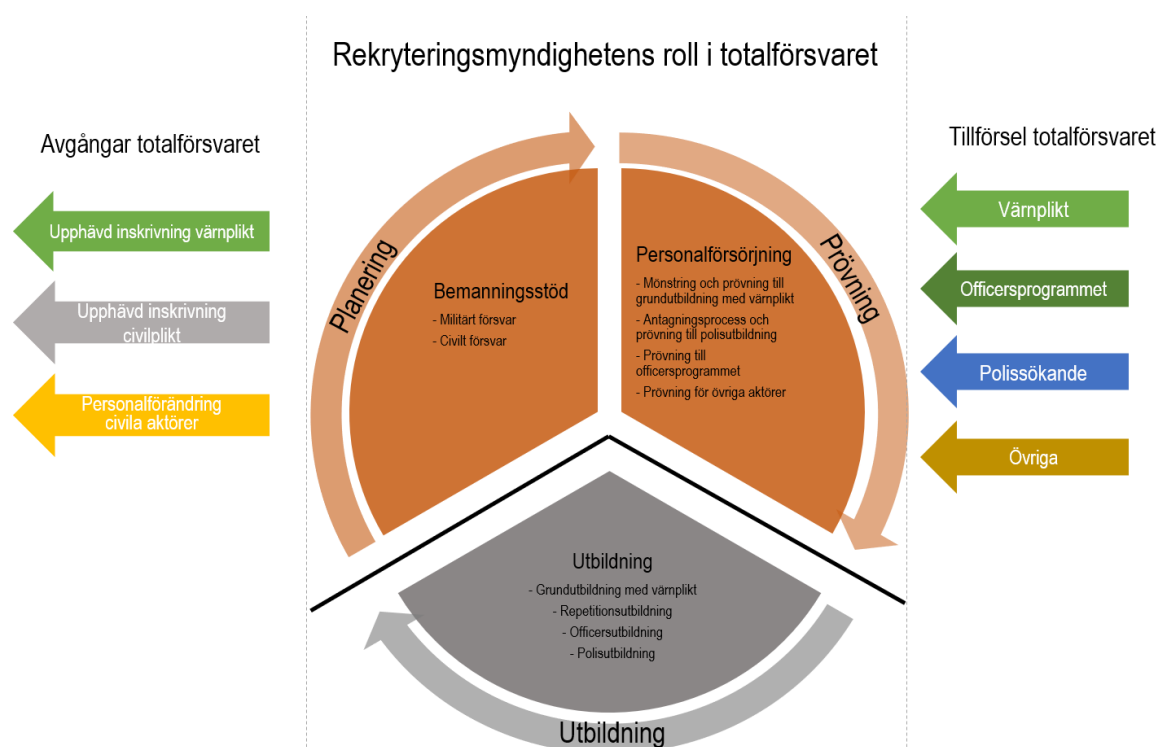 Rekryteringsmyndighetens roll i totalförsvaret
Avgångar totalförsvaret
Upphävd inskrivning värnplikt
Upphävd inskrivning
civilplikt
Personalförändring
civila aktörer
Planering
Bemanningsstöd
- Militärt försvar
- Civilt försvar
Personalförsörjning
- Mönstring och prövning till
grundutbildning med värnplikt
- Antagningsprocess och
prövning till polisutbildning
- Prövning till
officersprogrammet
- Prövning för övriga aktörer
Prövning
Tillförsel totalförsvaret
Värnplikt
Officersprogrammet
Polissökande
Övriga
Utbildning
- Grundutbildning med värnplikt
- Repetitionsutbildning
- Officersutbildning
- Polisutbildning
Utbildning